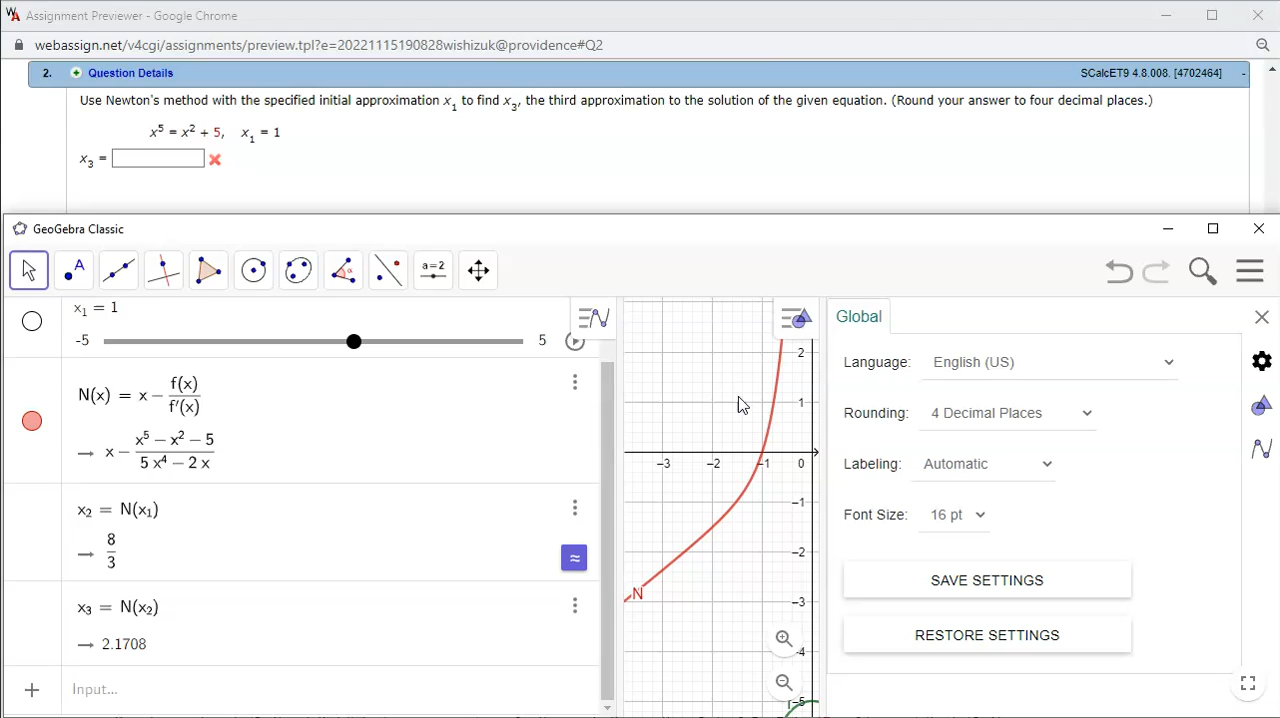 Assignment Previewer - Google Chrome
webassign.net/v4cgi/assignments/preview.tpl?e=20221115190828wishizuk@providence#Q2
2. Question Details SCalcET9 4.8.008. [4702464] -
Use Newton's method with the specified initial approximation x₁ to find x₃, the third approximation to the solution of the given equation. (Round your answer to four decimal places.)
x⁵ = x² + 5, x₁ = 1
x₃ =
GeoGebra Classic
A
a=2
x₁ = 1
-5 5
N(x) = x − f(x)/f′(x)
→ x − (x⁵ − x² − 5)/(5 x⁴ − 2 x)
x₂ = N(x₁)
→ 8/3
≈
x₃ = N(x₂)
→ 2.1708
+ Input...
2
1
−3 −2 −1 0
−1
−2
−3
−4
−5
N
Global
Language: English (US)
Rounding: 4 Decimal Places
Labeling: Automatic
Font Size: 16 pt
SAVE SETTINGS
RESTORE SETTINGS